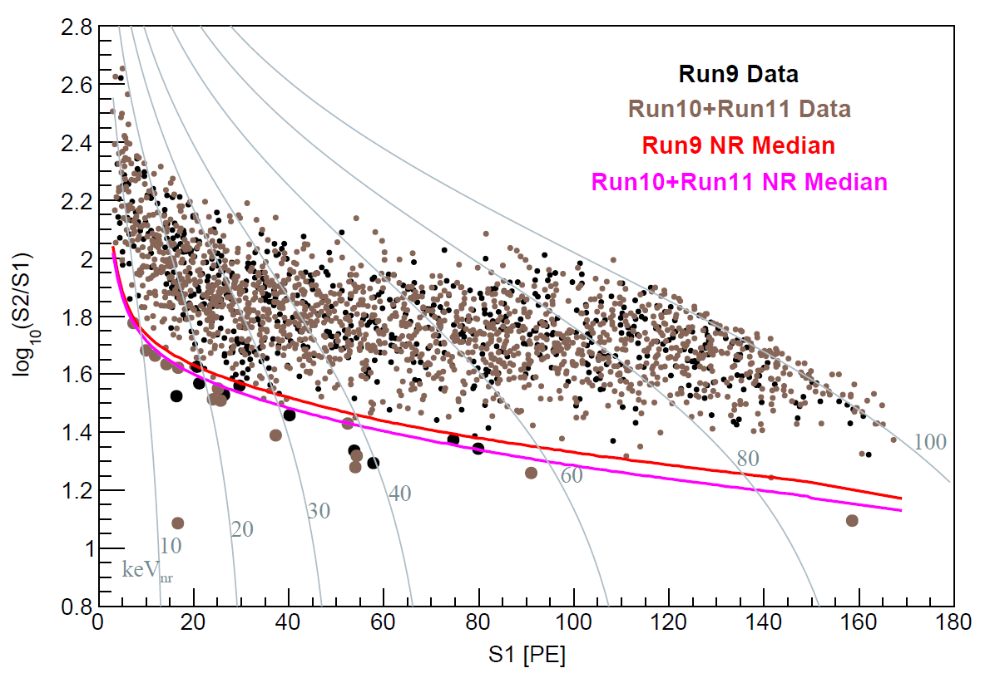 2.8
2.6
2.4
2.2
2
1.8
1.6
1.4
1.2
1
0.8
log10(S2/S1)
Run9 Data
Run10+Run11 Data
Run9 NR Median
Run10+Run11 NR Median
100
80
60
40
30
20
10
keVnr
0 20 40 60 80 100 120 140 160 180
S1 [PE]